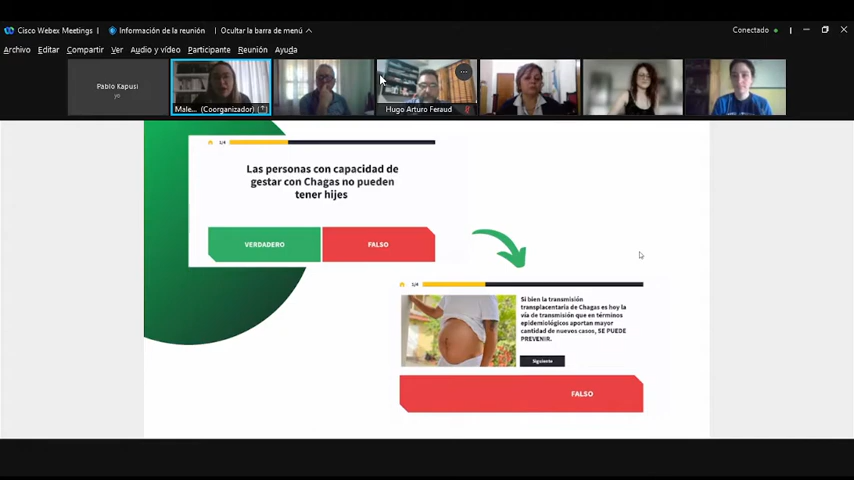 Cisco Webex Meetings
Información de la reunión
Ocultar la barra de menú
Conectado
Archivo Editar Compartir Ver Audio y vídeo Participante Reunión Ayuda
Pablo Kapusi
yo
Male... (Coorganizador)
Hugo Arturo Feraud
1/4
Las personas con capacidad de
gestar con Chagas no pueden
tener hijes
VERDADERO
FALSO
1/4
Si bien la transmisión
transplacentaria de Chagas es hoy la
vía de transmisión que en términos
epidemiológicos aportan mayor
cantidad de nuevos casos, SE PUEDE
PREVENIR.
Siguiente
FALSO